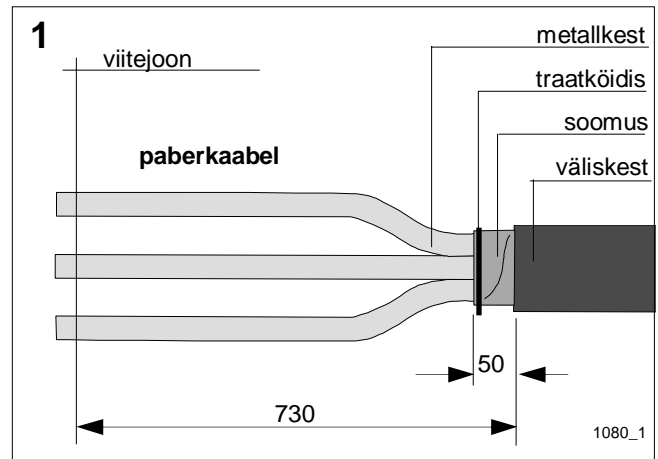 1
viitejoon
metallkest
traatköidis
soomus
väliskest
paberkaabel
50
730
1080_1